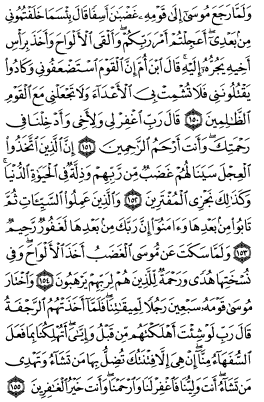 وَلَمَّا رَجَعَ مُوسَىٰٓ إِلَىٰ قَوْمِهِۦ غَضْبَٰنَ أَسِفًا قَالَ بِئْسَمَا خَلَفْتُمُونِى
مِنۢ بَعْدِىٓ ۖ أَعَجِلْتُمْ أَمْرَ رَبِّكُمْ ۖ وَأَلْقَى ٱلْأَلْوَاحَ وَأَخَذَ بِرَأْسِ
أَخِيهِ يَجُرُّهُۥٓ إِلَيْهِ ۚ قَالَ ٱبْنَ أُمَّ إِنَّ ٱلْقَوْمَ ٱسْتَضْعَفُونِى وَكَادُوا۟
يَقْتُلُونَنِى فَلَا تُشْمِتْ بِىَ ٱلْأَعْدَآءَ وَلَا تَجْعَلْنِى مَعَ ٱلْقَوْمِ
ٱلظَّٰلِمِينَ ١٥٠ قَالَ رَبِّ ٱغْفِرْ لِى وَلِأَخِى وَأَدْخِلْنَا فِى
رَحْمَتِكَ ۖ وَأَنتَ أَرْحَمُ ٱلرَّٰحِمِينَ ١٥١ إِنَّ ٱلَّذِينَ ٱتَّخَذُوا۟
ٱلْعِجْلَ سَيَنَالُهُمْ غَضَبٌ مِّن رَّبِّهِمْ وَذِلَّةٌ فِى ٱلْحَيَوٰةِ ٱلدُّنْيَا ۚ
وَكَذَٰلِكَ نَجْزِى ٱلْمُفْتَرِينَ ١٥٢ وَٱلَّذِينَ عَمِلُوا۟ ٱلسَّيِّـَٔاتِ ثُمَّ
تَابُوا۟ مِنۢ بَعْدِهَا وَءَامَنُوٓا۟ إِنَّ رَبَّكَ مِنۢ بَعْدِهَا لَغَفُورٌ رَّحِيمٌ
١٥٣ وَلَمَّا سَكَتَ عَن مُّوسَى ٱلْغَضَبُ أَخَذَ ٱلْأَلْوَاحَ ۖ وَفِى
نُسْخَتِهَا هُدًى وَرَحْمَةٌ لِّلَّذِينَ هُمْ لِرَبِّهِمْ يَرْهَبُونَ ١٥٤ وَٱخْتَارَ
مُوسَىٰ قَوْمَهُۥ سَبْعِينَ رَجُلًا لِّمِيقَٰتِنَا ۖ فَلَمَّآ أَخَذَتْهُمُ ٱلرَّجْفَةُ
قَالَ رَبِّ لَوْ شِئْتَ أَهْلَكْتَهُم مِّن قَبْلُ وَإِيَّٰىَ ۖ أَتُهْلِكُنَا بِمَا فَعَلَ
ٱلسُّفَهَآءُ مِنَّآ ۖ إِنْ هِىَ إِلَّا فِتْنَتُكَ تُضِلُّ بِهَا مَن تَشَآءُ وَتَهْدِى
مَن تَشَآءُ ۖ أَنتَ وَلِيُّنَا فَٱغْفِرْ لَنَا وَٱرْحَمْنَا ۖ وَأَنتَ خَيْرُ ٱلْغَٰفِرِينَ ١٥٥